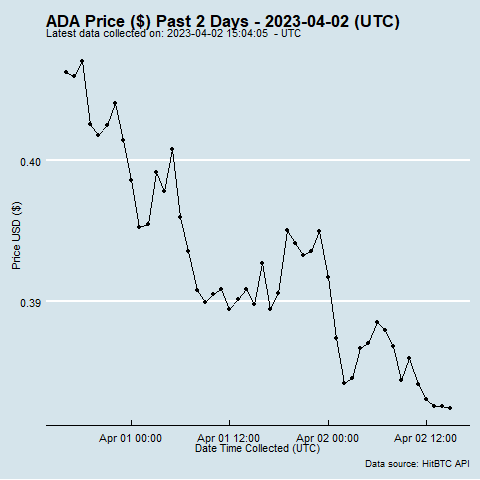 ADA Price ($) Past 2 Days - 2023-04-02 (UTC)
Latest data collected on: 2023-04-02 15:04:05 - UTC
0.40
Price USD ($)
0.39
Apr 01 00:00 Apr 01 12:00 Apr 02 00:00 Apr 02 12:00
Date Time Collected (UTC)
Data source: HitBTC API